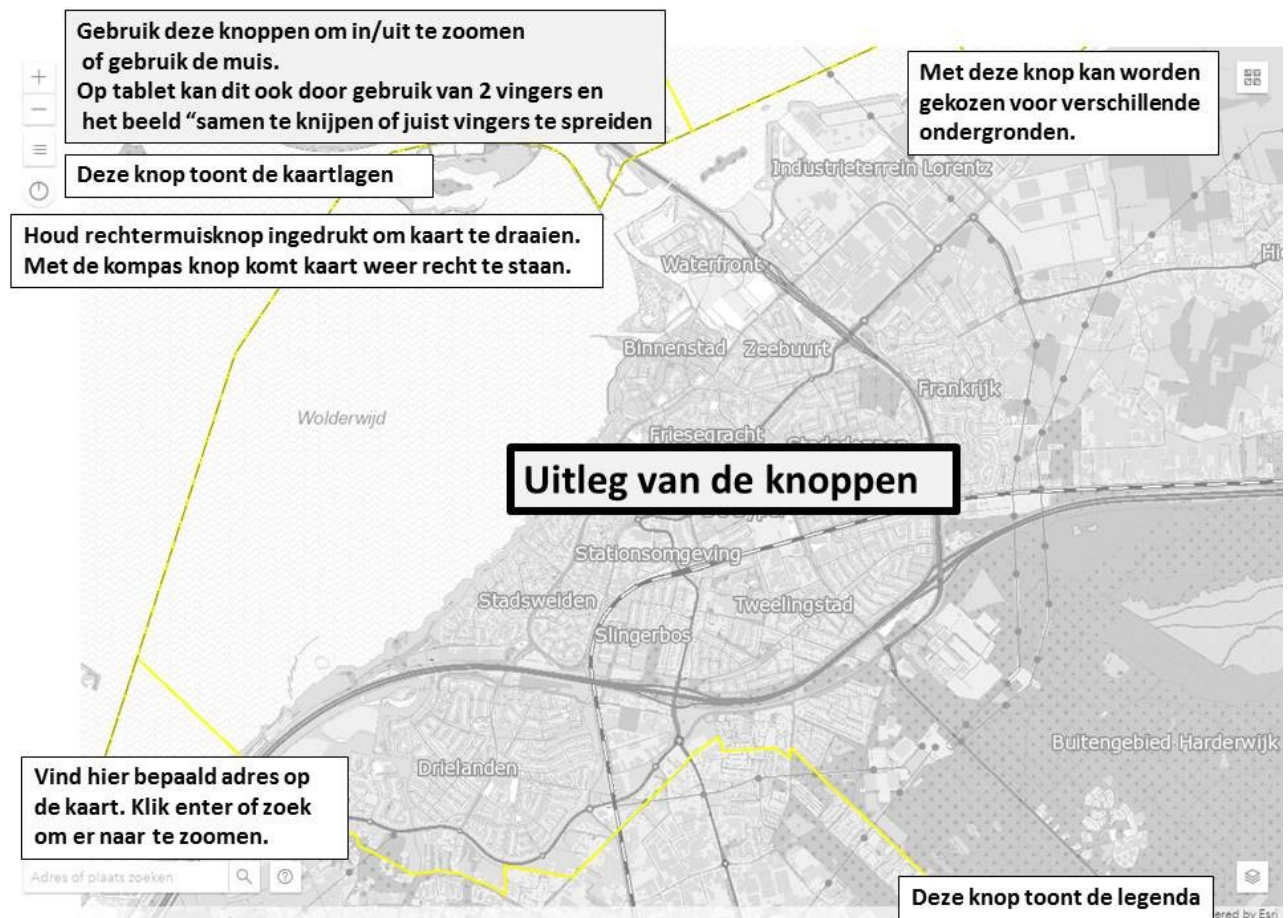 Gebruik deze knoppen om in/uit te zoomen
of gebruik de muis.
Op tablet kan dit ook door gebruik van 2 vingers en
het beeld “samen te knijpen of juist vingers te spreiden
Met deze knop kan worden
gekozen voor verschillende
ondergronden.
Deze knop toont de kaartlagen
Industrieterrein Lorentz
Houd rechtermuisknop ingedrukt om kaart te draaien.
Met de kompas knop komt kaart weer recht te staan.
Waterfront
Binnenstad
Zeebuurt
Frankrijk
Wolderwijd
Friesegracht
Uitleg van de knoppen
Stationsomgeving
Stadsweiden
Tweelingstad
Slingerbos
Buitengebied Harderwijk
Drielanden
Vind hier bepaald adres op
de kaart. Klik enter of zoek
om er naar te zoomen.
Adres of plaats zoeken
Deze knop toont de legenda
ered by Esri